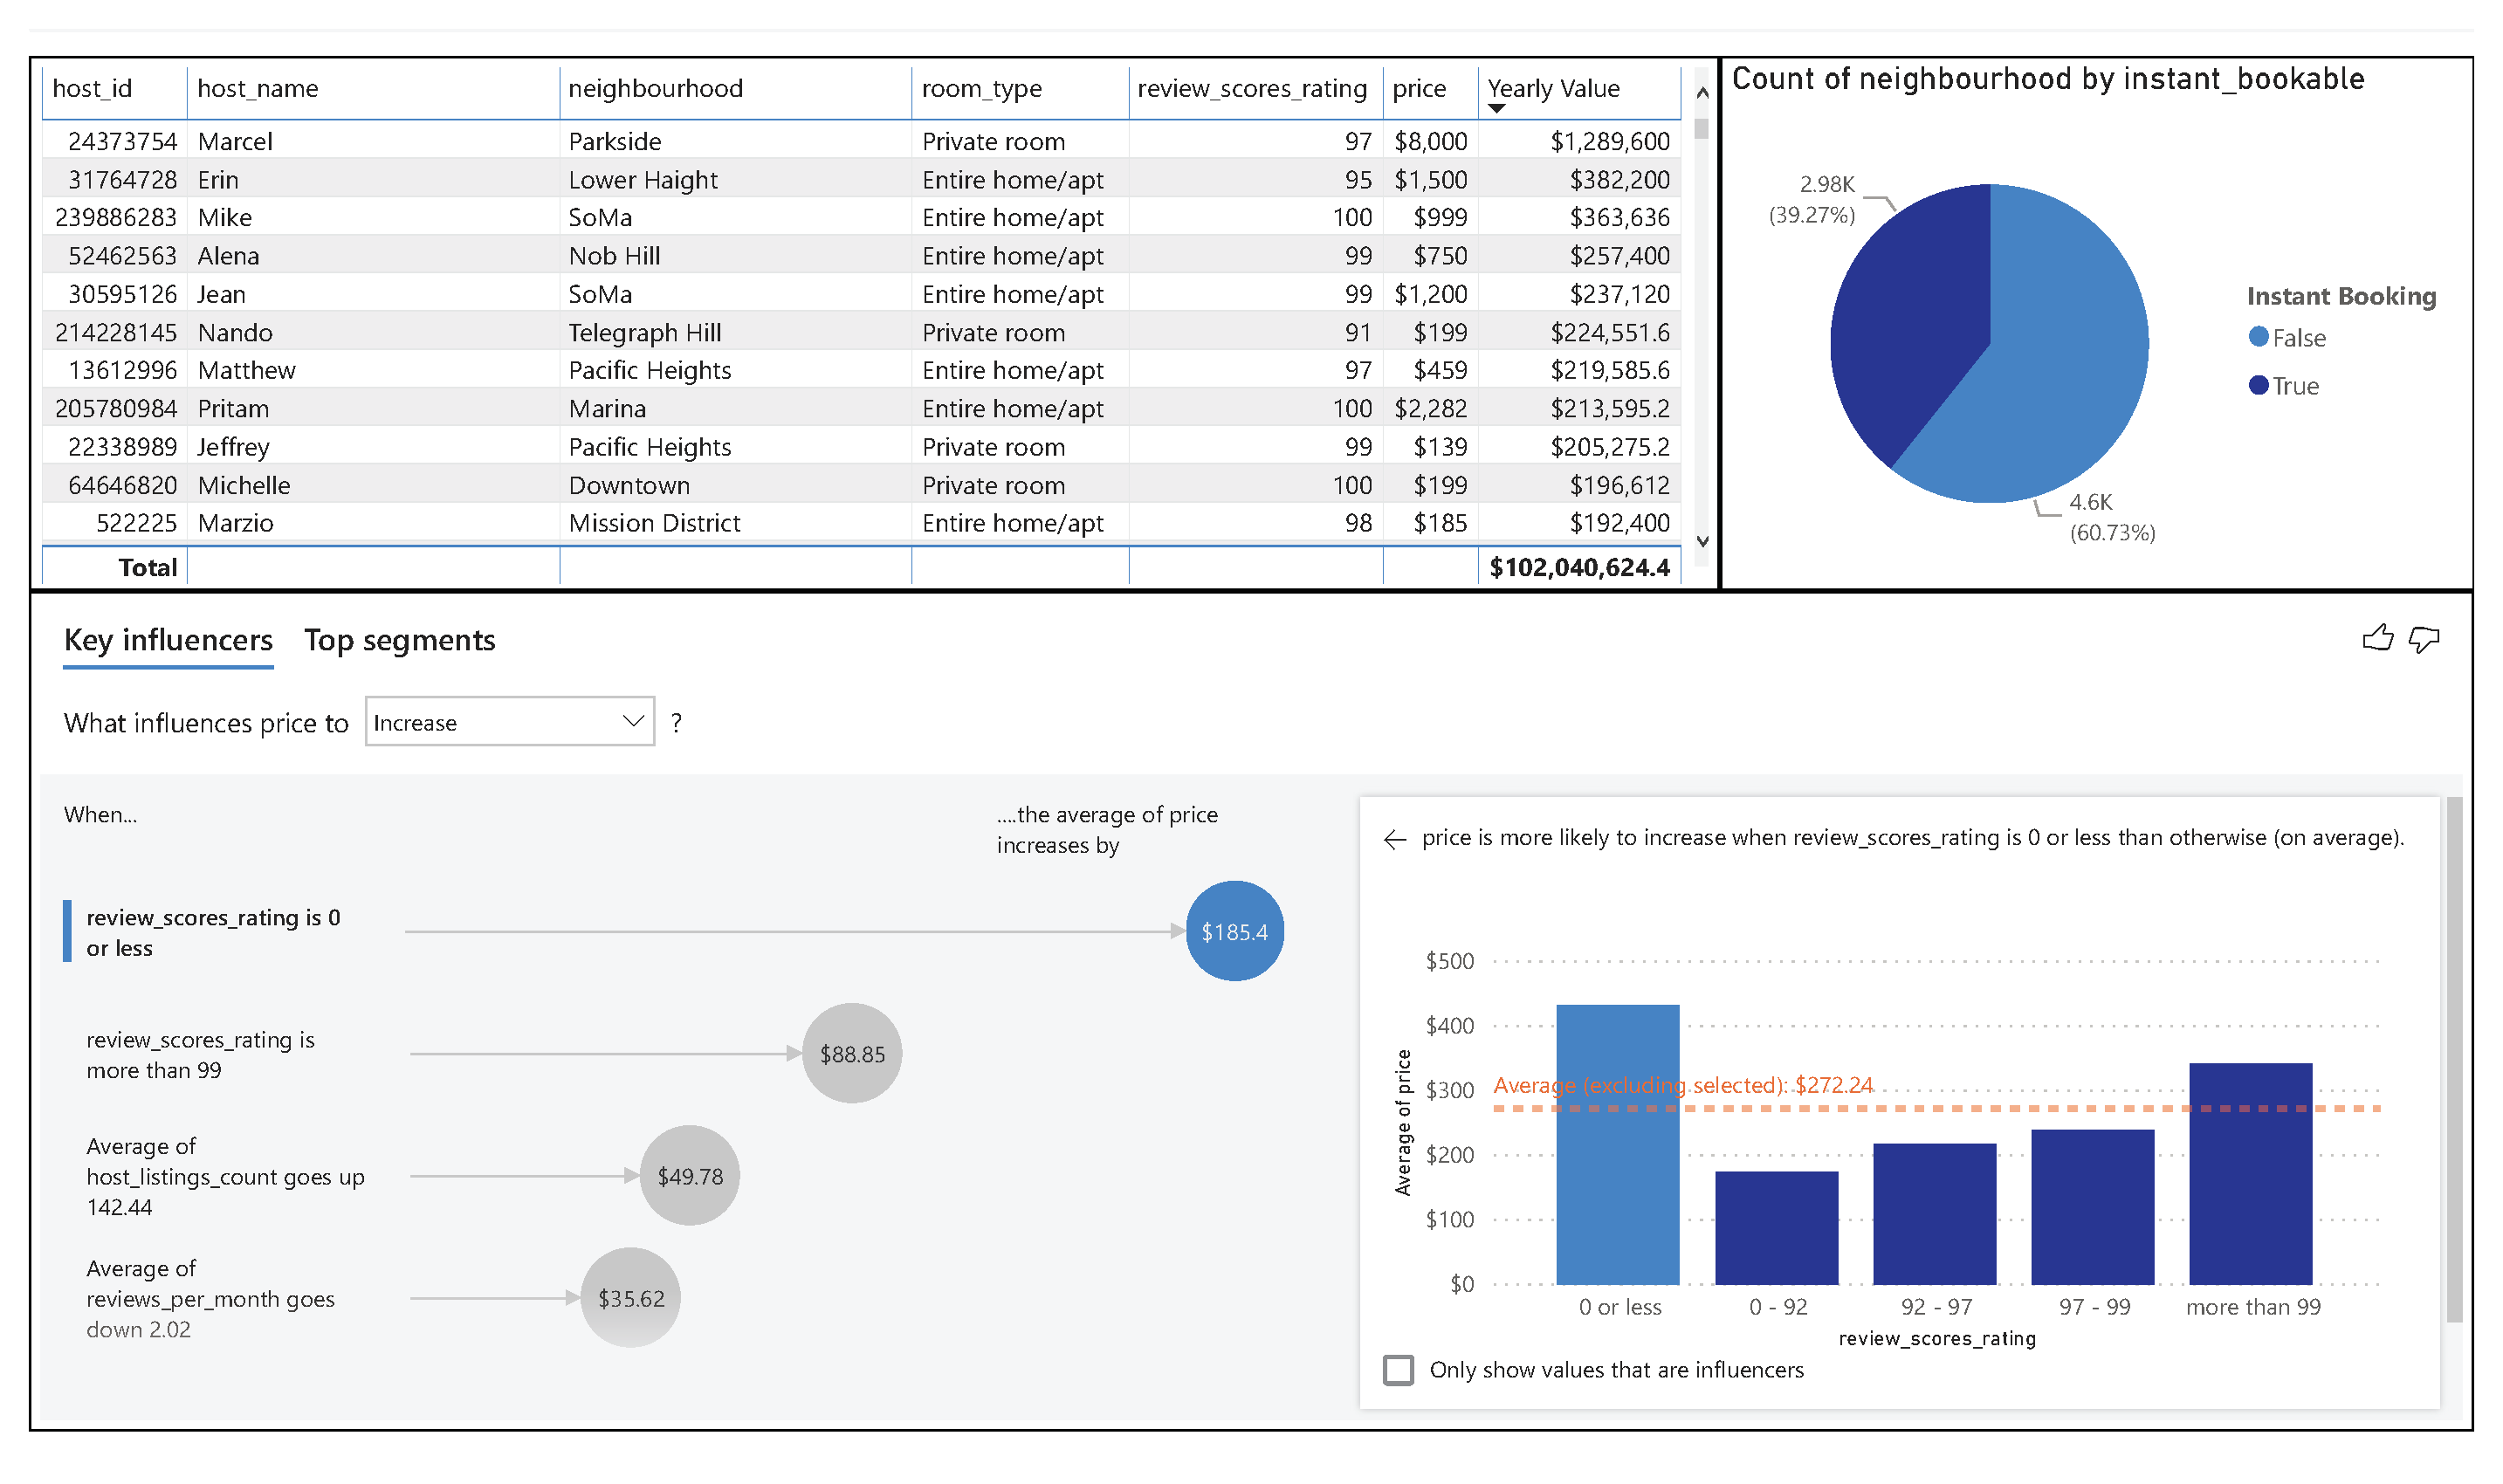 host_id host_name neighbourhood room_type review_scores_rating price Yearly Value
24373754 Marcel Parkside Private room 97 $8,000 $1,289,600
31764728 Erin Lower Haight Entire home/apt 95 $1,500 $382,200
239886283 Mike SoMa Entire home/apt 100 $999 $363,636
52462563 Alena Nob Hill Entire home/apt 99 $750 $257,400
30595126 Jean SoMa Entire home/apt 99 $1,200 $237,120
214228145 Nando Telegraph Hill Private room 91 $199 $224,551.6
13612996 Matthew Pacific Heights Entire home/apt 97 $459 $219,585.6
205780984 Pritam Marina Entire home/apt 100 $2,282 $213,595.2
22338989 Jeffrey Pacific Heights Private room 99 $139 $205,275.2
64646820 Michelle Downtown Private room 100 $199 $196,612
522225 Marzio Mission District Entire home/apt 98 $185 $192,400
Total $102,040,624.4
Count of neighbourhood by instant_bookable
2.98K
(39.27%)
4.6K
(60.73%)
Instant Booking
False
True
Key influencers Top segments
What influences price to Increase ?
When...
....the average of price
increases by
review_scores_rating is 0
or less
$185.4
review_scores_rating is
more than 99
$88.85
Average of
host_listings_count goes up
142.44
$49.78
Average of
reviews_per_month goes
down 2.02
$35.62
price is more likely to increase when review_scores_rating is 0 or less than otherwise (on average).
Average of price
$500
$400
$300
$200
$100
$0
Average (excluding selected): $272.24
0 or less 0 - 92 92 - 97 97 - 99 more than 99
review_scores_rating
Only show values that are influencers